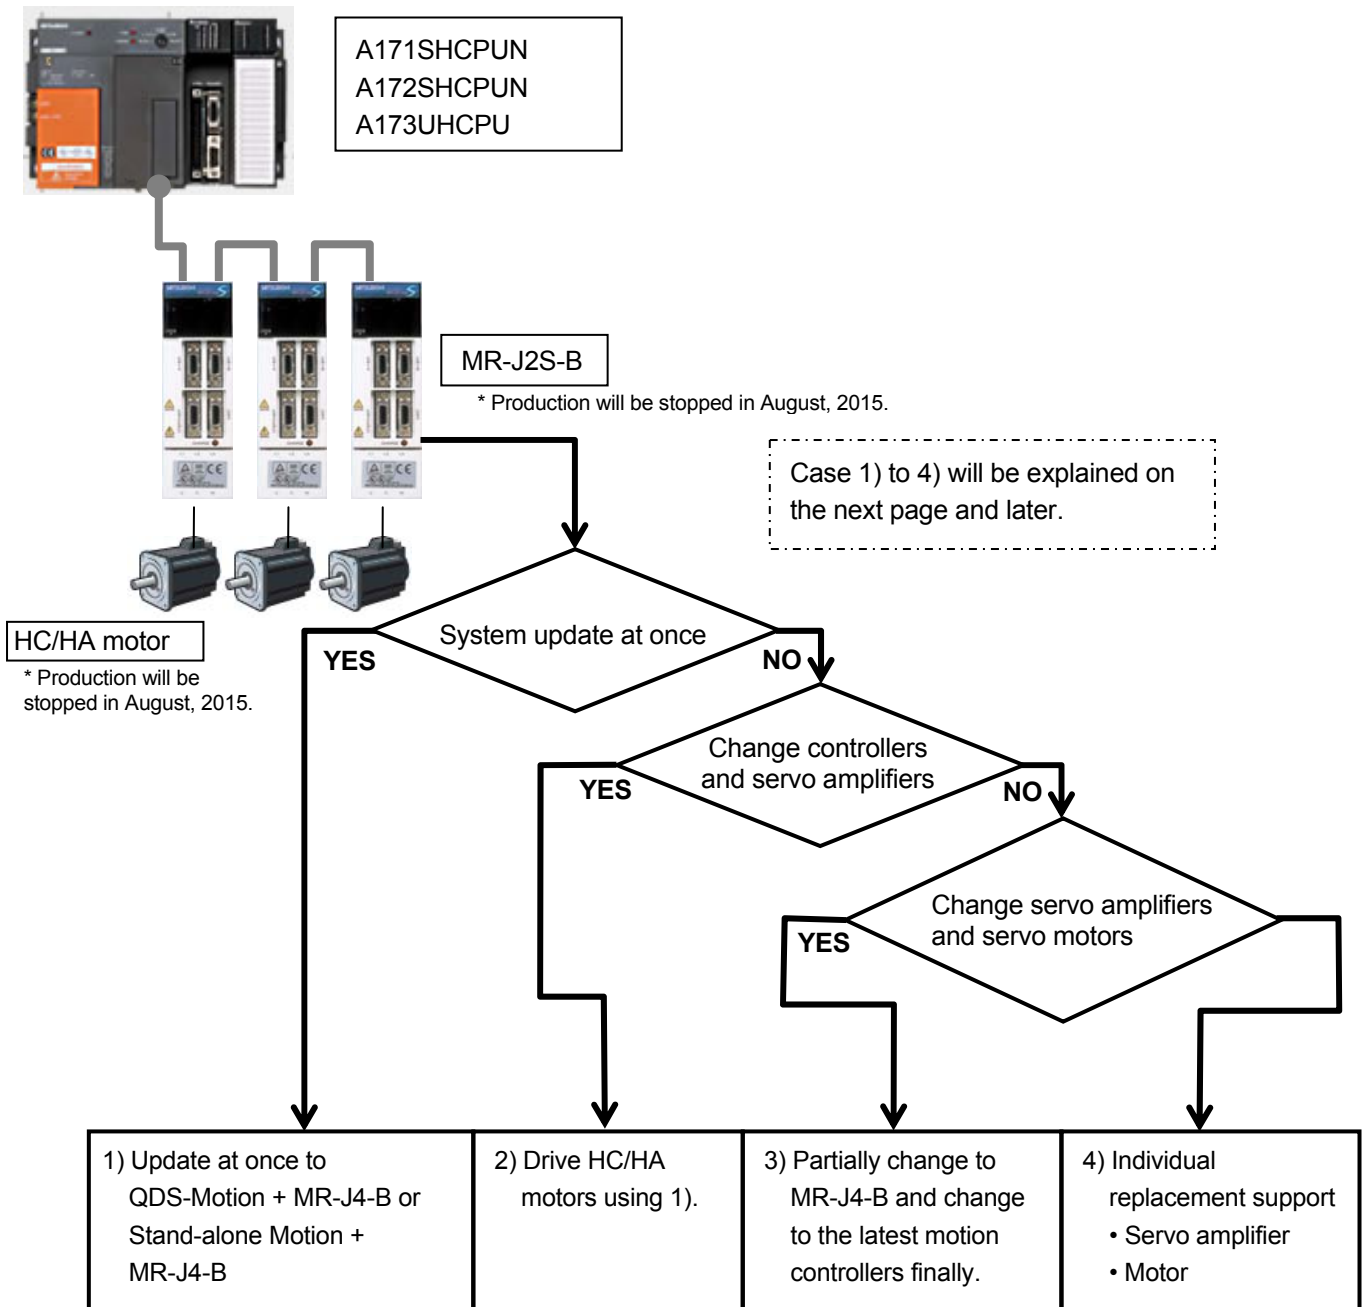 A171SHCPUN
A172SHCPUN
A173UHCPU
MR-J2S-B
* Production will be stopped in August, 2015.
Case 1) to 4) will be explained on
the next page and later.
HC/HA motor
* Production will be
stopped in August, 2015.
System update at once
YES
NO
Change controllers
and servo amplifiers
YES
NO
Change servo amplifiers
and servo motors
YES
1) Update at once to
QDS-Motion + MR-J4-B or
Stand-alone Motion +
MR-J4-B
2) Drive HC/HA
motors using 1).
3) Partially change to
MR-J4-B and change
to the latest motion
controllers finally.
4) Individual
replacement support
• Servo amplifier
• Motor